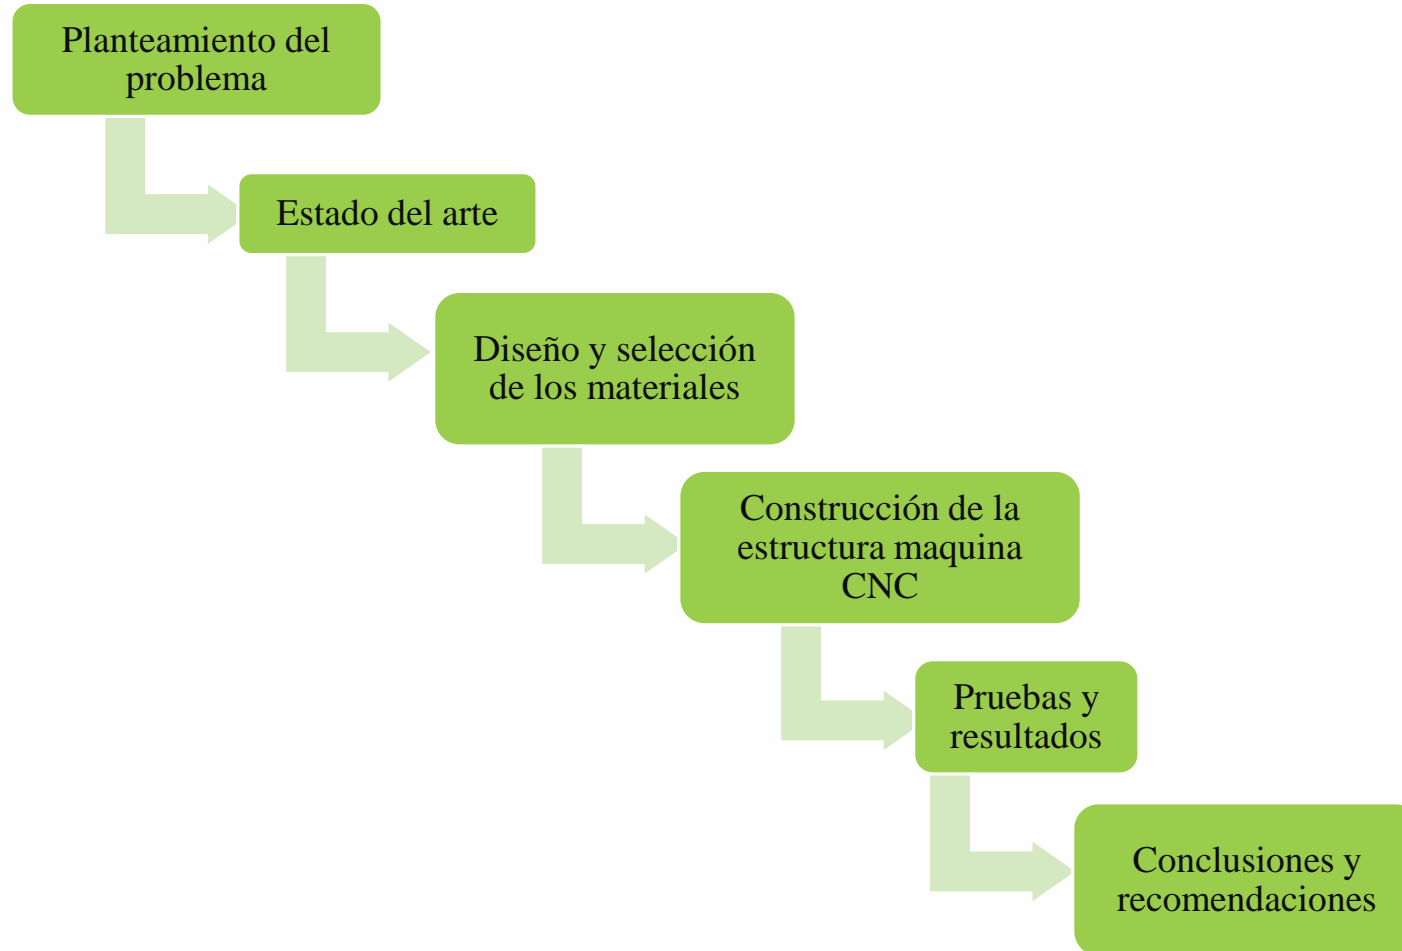 Planteamiento del
problema
Estado del arte
Diseño y selección
de los materiales
Construcción de la
estructura maquina
CNC
Pruebas y
resultados
Conclusiones y
recomendaciones